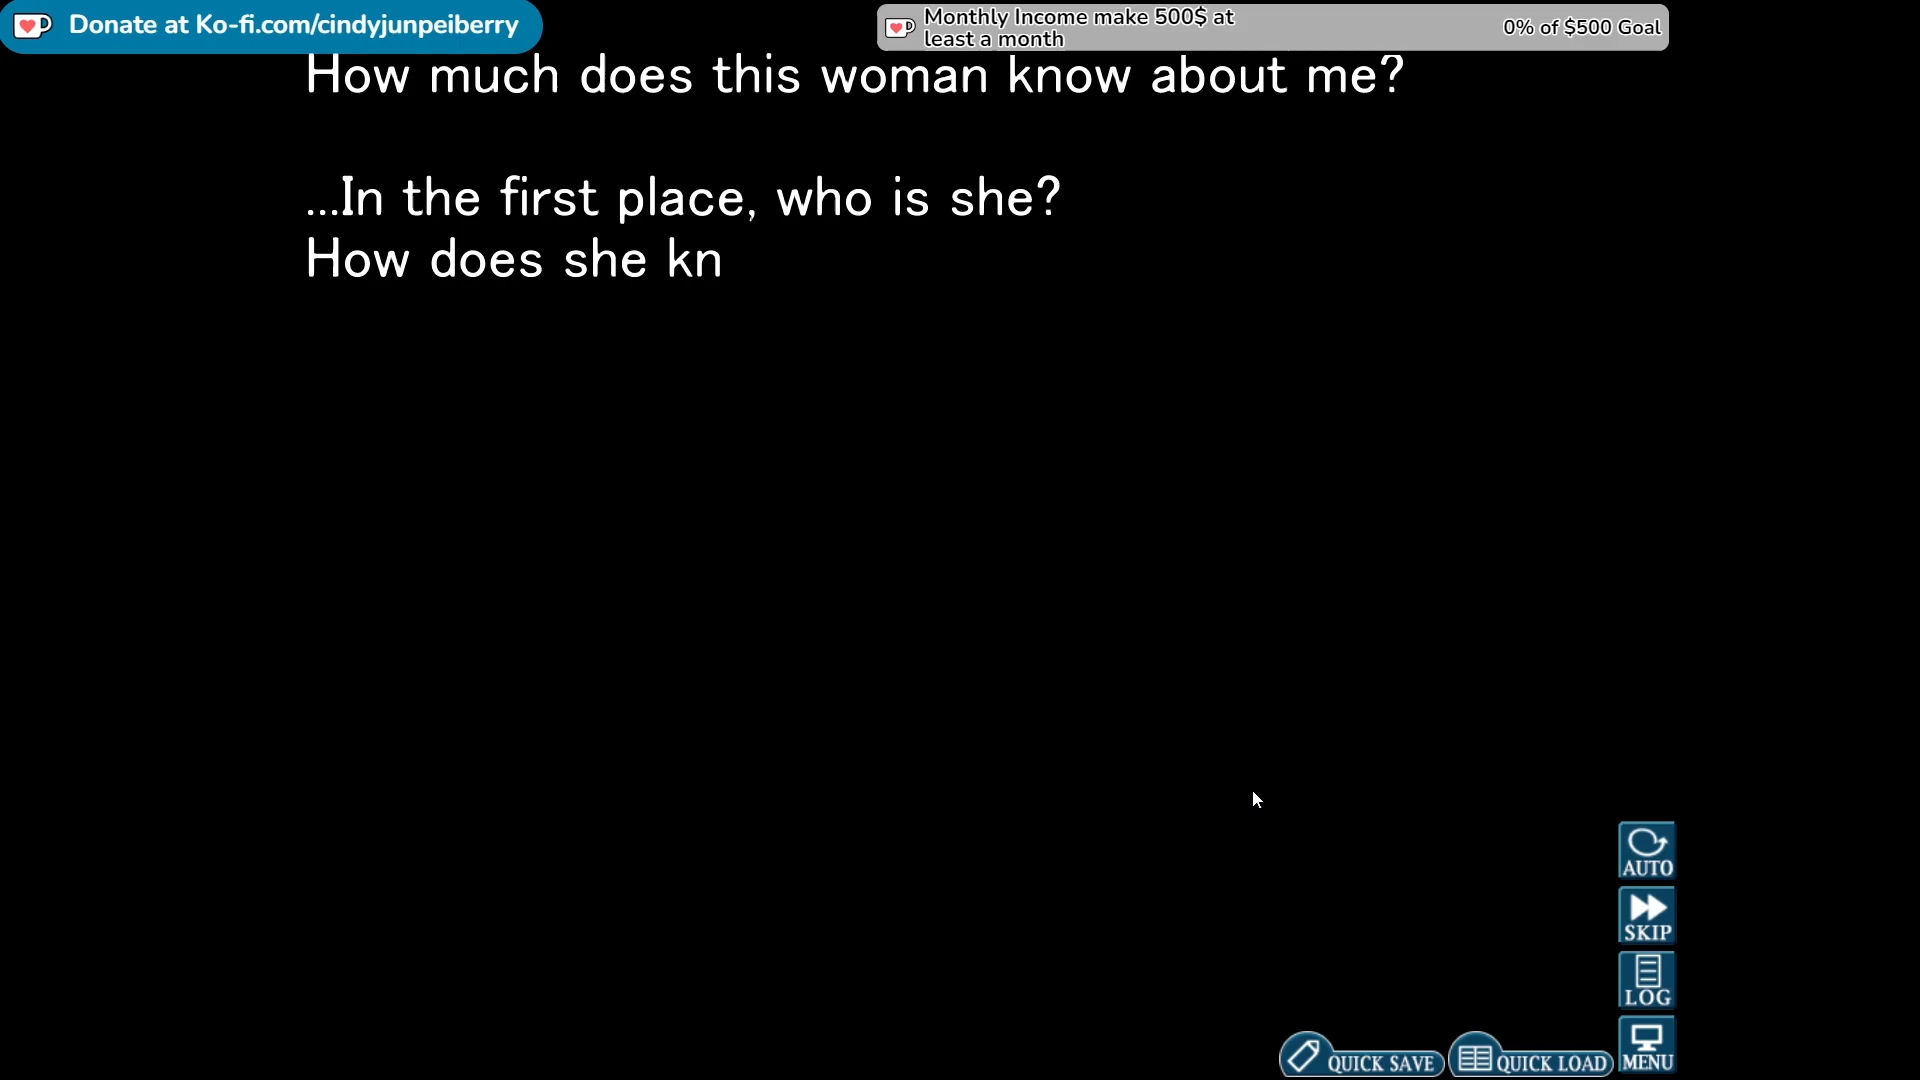 Donate at Ko-fi.com/cindyjunpeiberry
Monthly Income make 500$ at
least a month
0% of $500 Goal
How much does this woman know about me?
...In the first place, who is she?
How does she kn
AUTO
SKIP
LOG
MENU
QUICK SAVE
QUICK LOAD